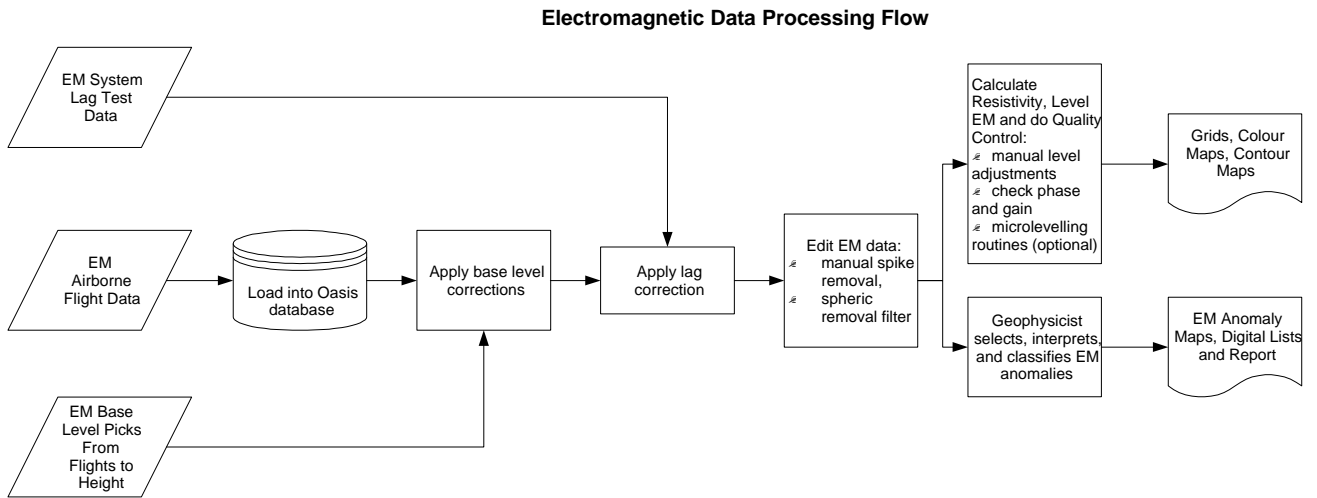 Electromagnetic Data Processing Flow
EM System
Lag Test
Data
EM
Airborne
Flight Data
EM Base
Level Picks
From
Flights to
Height
Load into Oasis
database
Apply base level
corrections
Apply lag
correction
Edit EM data:
manual spike
removal,
spheric
removal filter
Calculate
Resistivity, Level
EM and do Quality
Control:
manual level
adjustments
check phase
and gain
microlevelling
routines (optional)
Grids, Colour
Maps, Contour
Maps
Geophysicist
selects, interprets,
and classifies EM
anomalies
EM Anomaly
Maps, Digital Lists
and Report